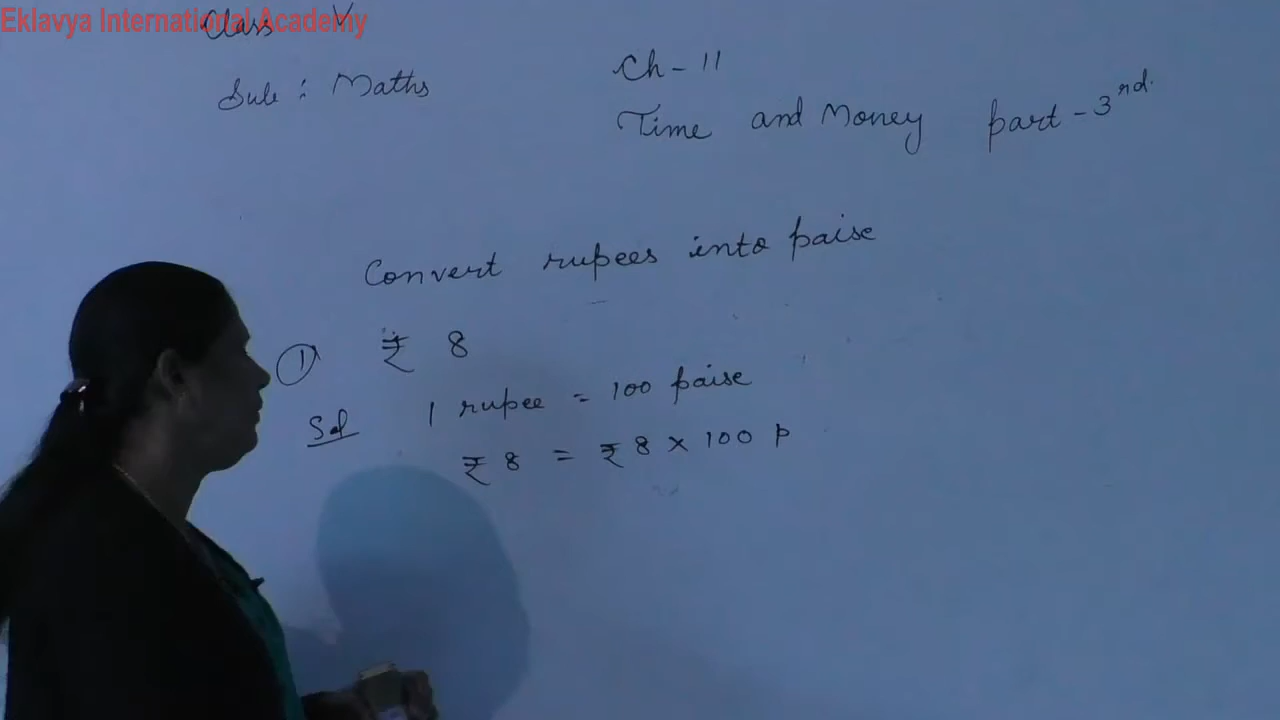 Eklavya International Academy
Class V
Sub : Maths
Ch - 11
Time and Money part - 3rd.
Convert rupees into paise
① ₹ 8
Sol 1 rupee = 100 paise
₹ 8 = ₹ 8 × 100 p